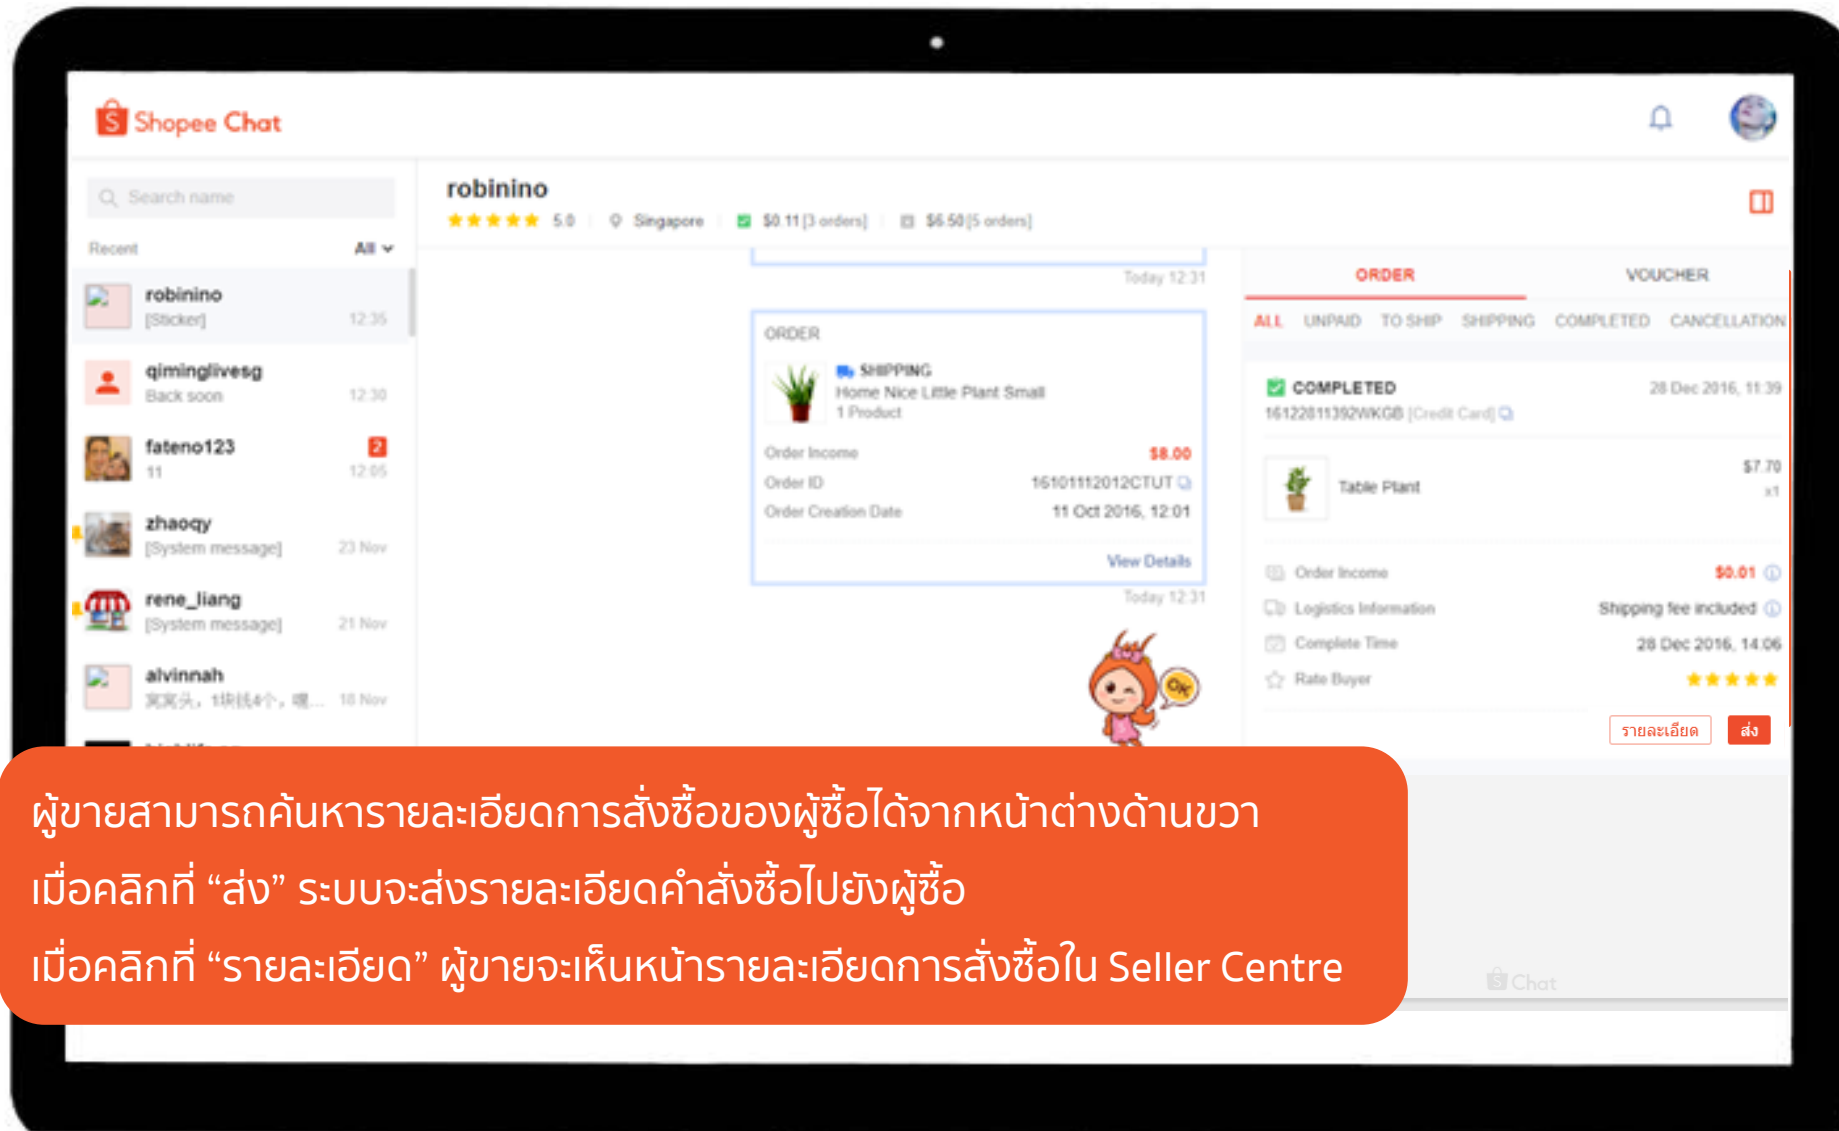 Shopee Chat
Search name
Recent
All
robinino
[Sticker]
12:35
qiminglivesg
Back soon
12:30
fateno123
2
11
12:05
zhaoqy
[System message]
23 Nov
rene_liang
[System message]
21 Nov
alvinnah
窝窝头，1块钱4个，嘿...
18 Nov
robinino
5.0
Singapore
$0.11 [3 orders]
$6.50 [5 orders]
Today 12:31
ORDER
SHIPPING
Home Nice Little Plant Small
1 Product
Order Income
$8.00
Order ID
16101112012CTUT
Order Creation Date
11 Oct 2016, 12:01
View Details
Today 12:31
OK
ORDER
VOUCHER
ALL UNPAID TO SHIP SHIPPING COMPLETED CANCELLATION
COMPLETED
28 Dec 2016, 11:39
16122811392WKGB [Credit Card]
Table Plant
$7.70
x1
Order Income
$0.01
Logistics Information
Shipping fee included
Complete Time
28 Dec 2016, 14:06
Rate Buyer
รายละเอียด
ส่ง
ผู้ขายสามารถค้นหารายละเอียดการสั่งซื้อของผู้ซื้อได้จากหน้าต่างด้านขวา
เมื่อคลิกที่ “ส่ง” ระบบจะส่งรายละเอียดคำสั่งซื้อไปยังผู้ซื้อ
เมื่อคลิกที่ “รายละเอียด” ผู้ขายจะเห็นหน้ารายละเอียดการสั่งซื้อใน Seller Centre
Chat